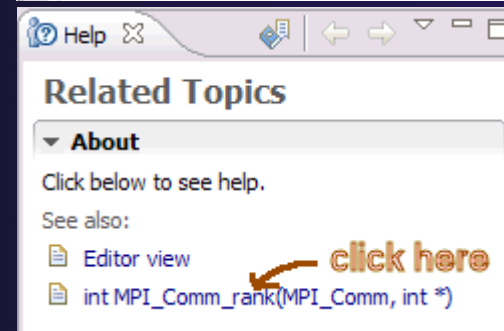 Help
Related Topics
About
Click below to see help.
See also:
Editor view
click here
int MPI_Comm_rank(MPI_Comm, int *)